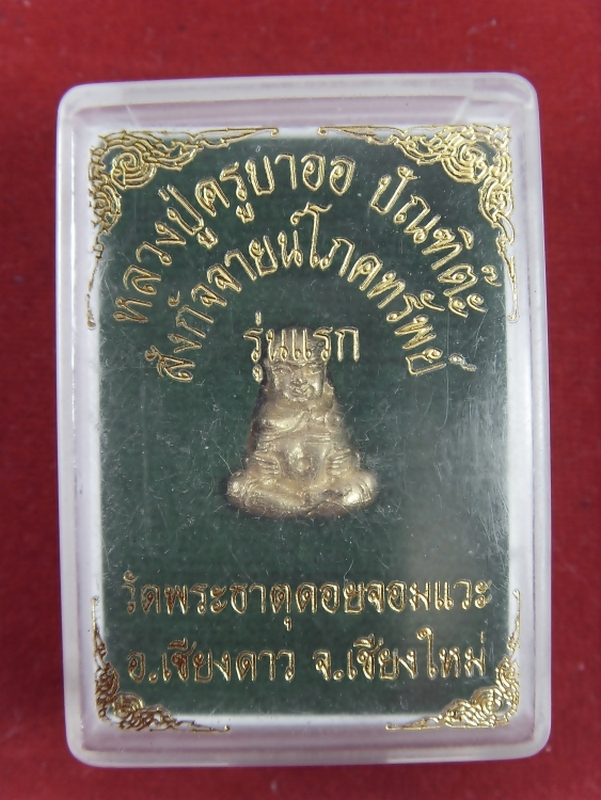 หลวงปู่ครูบาออ ปัณฑิต๊ะ
สังกัจจายน์โภคทรัพย์
รุ่นแรก
วัดพระธาตุดอยจอมแวะ
อ.เชียงดาว จ.เชียงใหม่